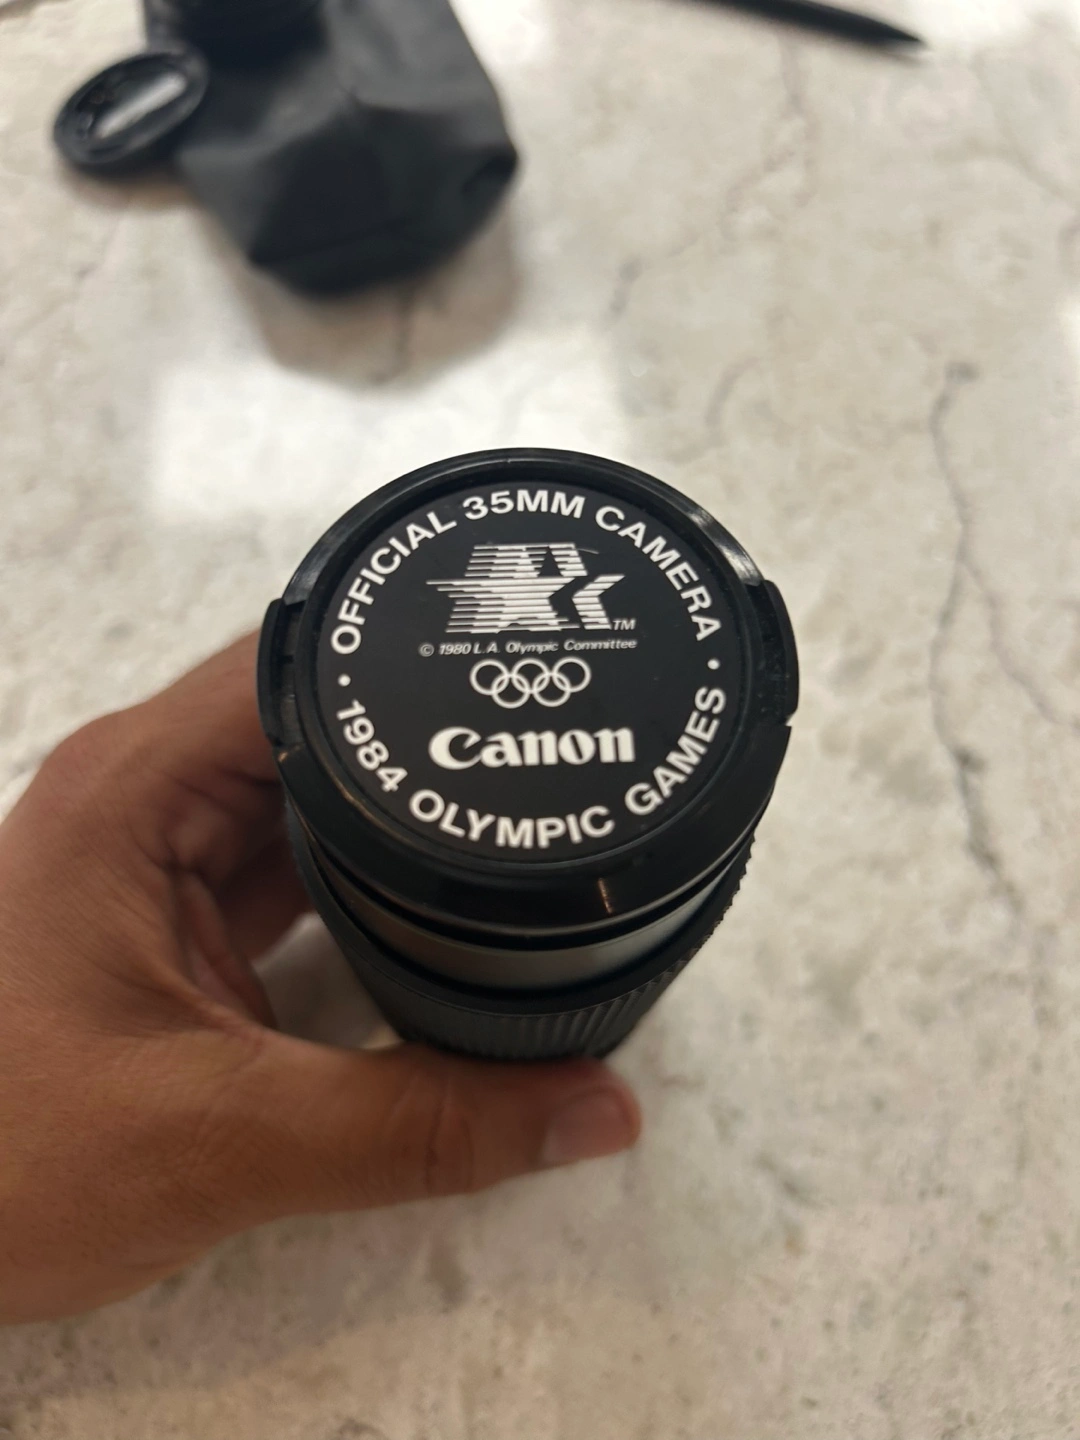 OFFICIAL 35MM CAMERA
TM
© 1980 L.A. Olympic Committee
Canon
• 1984 OLYMPIC GAMES •